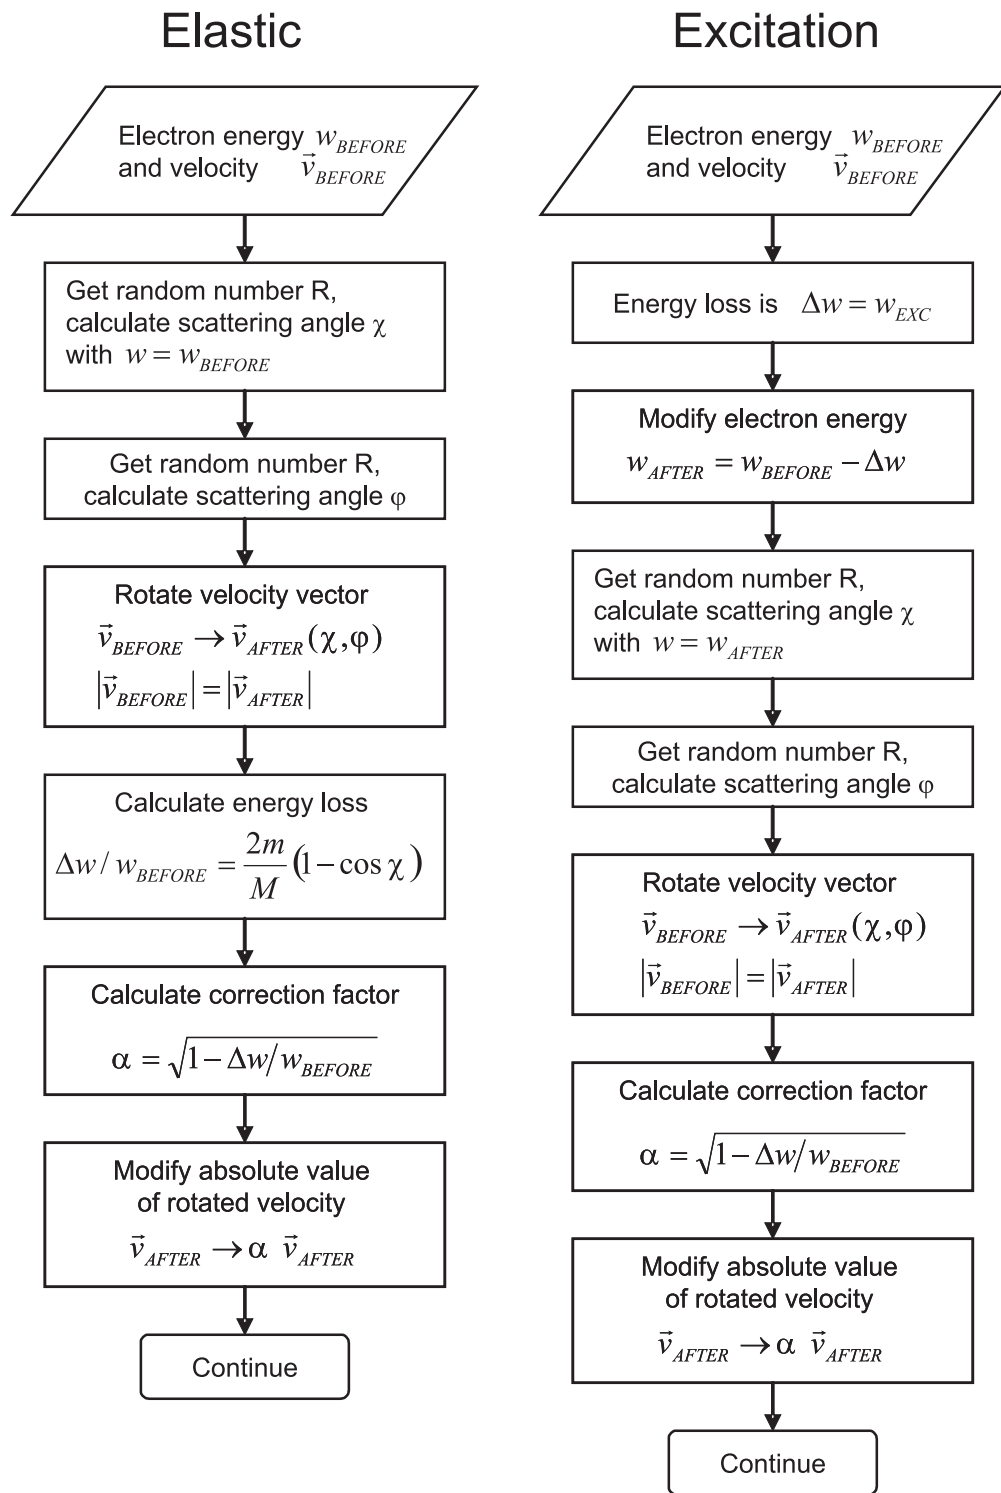 Elastic
Electron energy w_BEFORE
and velocity v⃗_BEFORE
Get random number R,
calculate scattering angle χ
with w = w_BEFORE
Get random number R,
calculate scattering angle φ
Rotate velocity vector
v⃗_BEFORE → v⃗_AFTER(χ,φ)
|v⃗_BEFORE| = |v⃗_AFTER|
Calculate energy loss
Δw / w_BEFORE = 2m/M (1 − cos χ)
Calculate correction factor
α = √(1 − Δw/w_BEFORE)
Modify absolute value
of rotated velocity
v⃗_AFTER → α v⃗_AFTER
Continue
Excitation
Electron energy w_BEFORE
and velocity v⃗_BEFORE
Energy loss is Δw = w_EXC
Modify electron energy
w_AFTER = w_BEFORE − Δw
Get random number R,
calculate scattering angle χ
with w = w_AFTER
Get random number R,
calculate scattering angle φ
Rotate velocity vector
v⃗_BEFORE → v⃗_AFTER(χ,φ)
|v⃗_BEFORE| = |v⃗_AFTER|
Calculate correction factor
α = √(1 − Δw/w_BEFORE)
Modify absolute value
of rotated velocity
v⃗_AFTER → α v⃗_AFTER
Continue